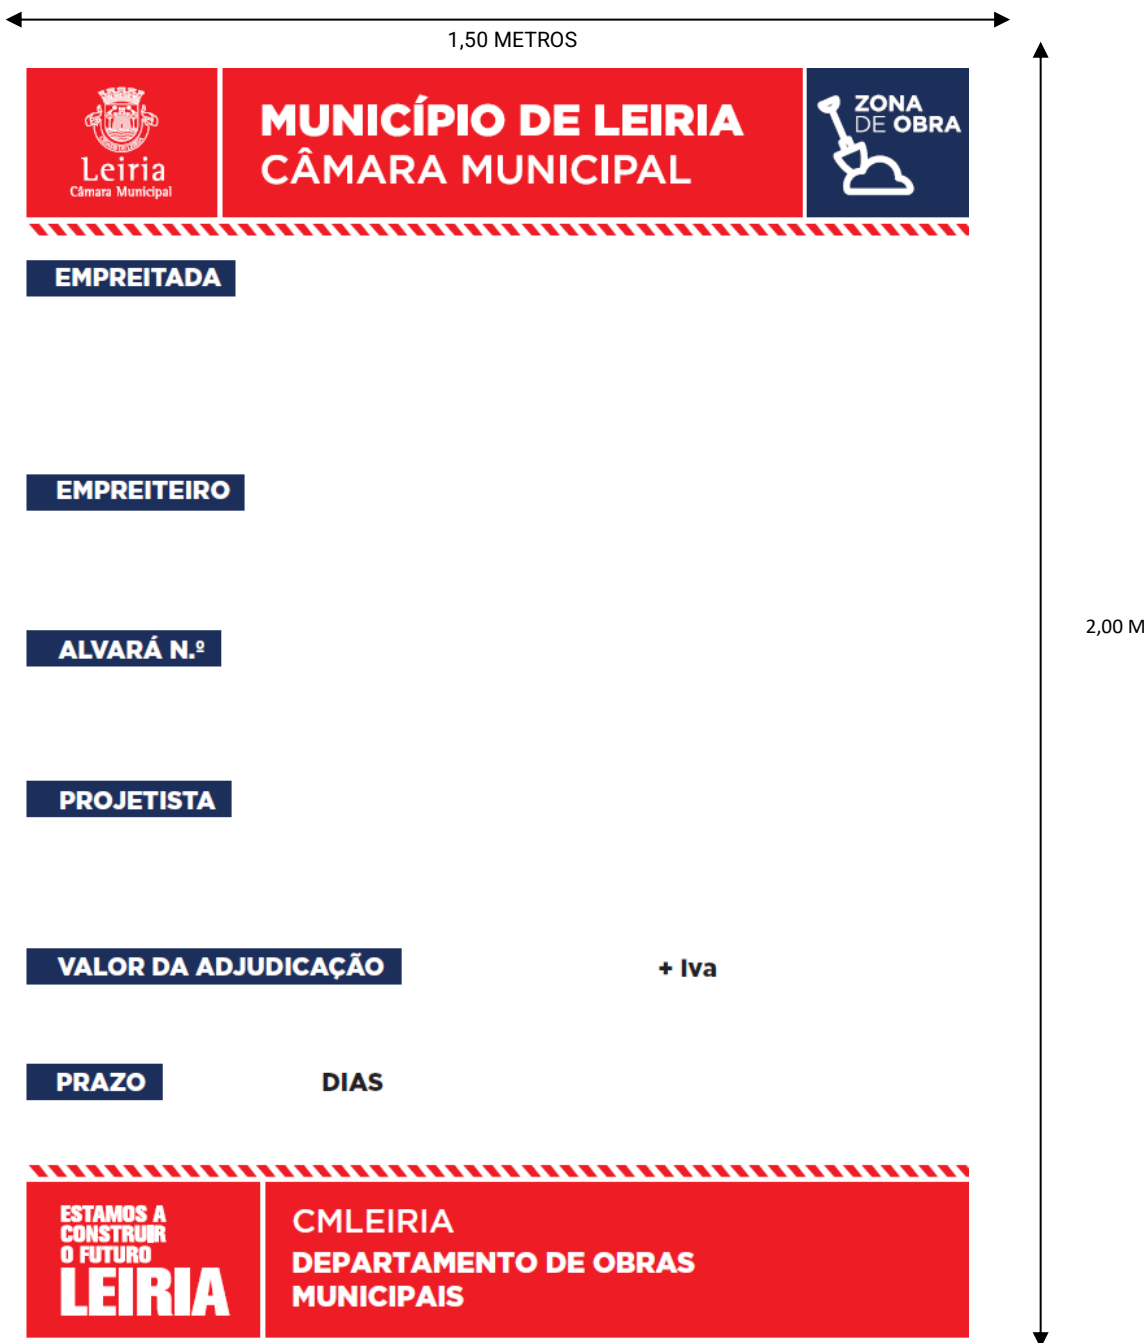 1,50 METROS
Leiria
Câmara Municipal
MUNICÍPIO DE LEIRIA
CÂMARA MUNICIPAL
ZONA
DE OBRA
EMPREITADA
EMPREITEIRO
2,00 M
ALVARÁ N.º
PROJETISTA
VALOR DA ADJUDICAÇÃO + Iva
PRAZO DIAS
ESTAMOS A
CONSTRUIR
O FUTURO
LEIRIA
CMLEIRIA
DEPARTAMENTO DE OBRAS
MUNICIPAIS